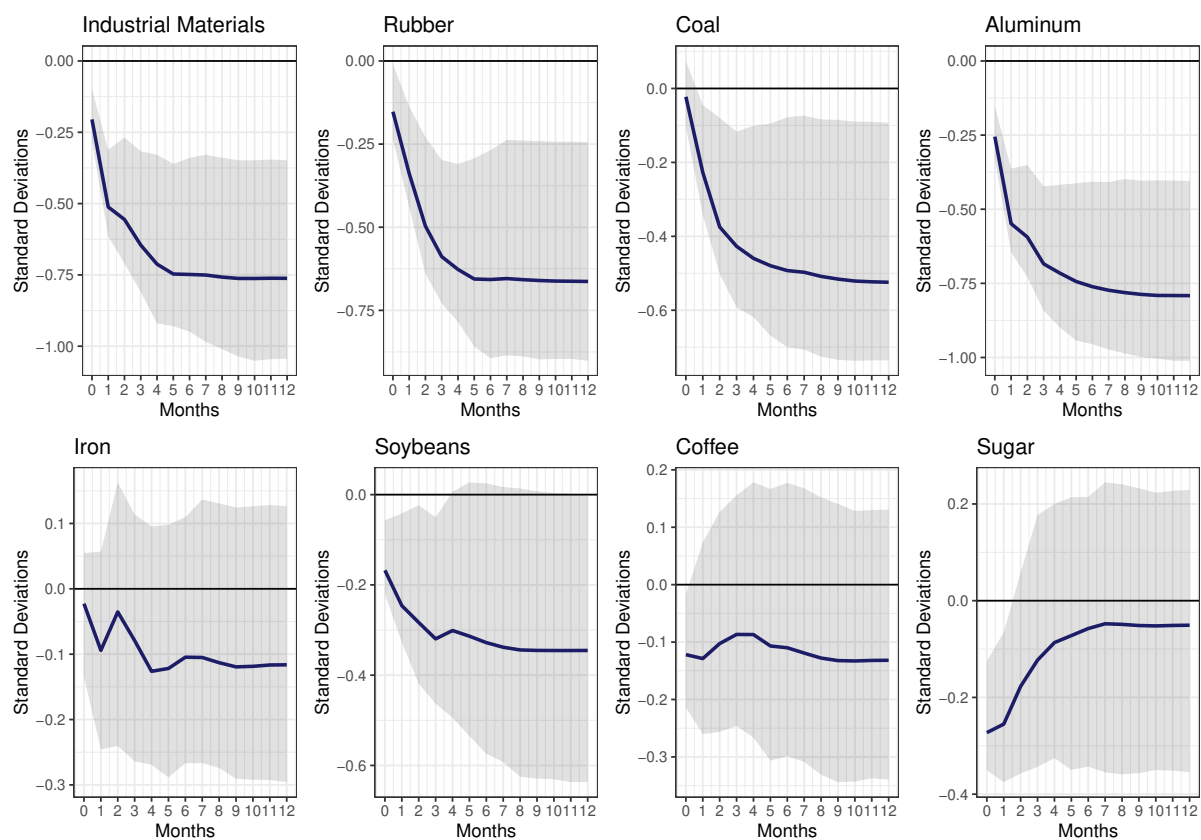 Industrial Materials
Rubber
Coal
Aluminum
Standard Deviations
0.00
−0.25
−0.50
−0.75
−1.00
0 1 2 3 4 5 6 7 8 9 10 11 12
Months
Standard Deviations
0.00
−0.25
−0.50
−0.75
0 1 2 3 4 5 6 7 8 9 10 11 12
Months
Standard Deviations
0.0
−0.2
−0.4
−0.6
0 1 2 3 4 5 6 7 8 9 10 11 12
Months
Standard Deviations
0.00
−0.25
−0.50
−0.75
−1.00
0 1 2 3 4 5 6 7 8 9 10 11 12
Months
Iron
Soybeans
Coffee
Sugar
Standard Deviations
0.1
0.0
−0.1
−0.2
−0.3
0 1 2 3 4 5 6 7 8 9 10 11 12
Months
Standard Deviations
0.0
−0.2
−0.4
−0.6
0 1 2 3 4 5 6 7 8 9 10 11 12
Months
Standard Deviations
0.2
0.1
0.0
−0.1
−0.2
−0.3
0 1 2 3 4 5 6 7 8 9 10 11 12
Months
Standard Deviations
0.2
0.0
−0.2
−0.4
0 1 2 3 4 5 6 7 8 9 10 11 12
Months